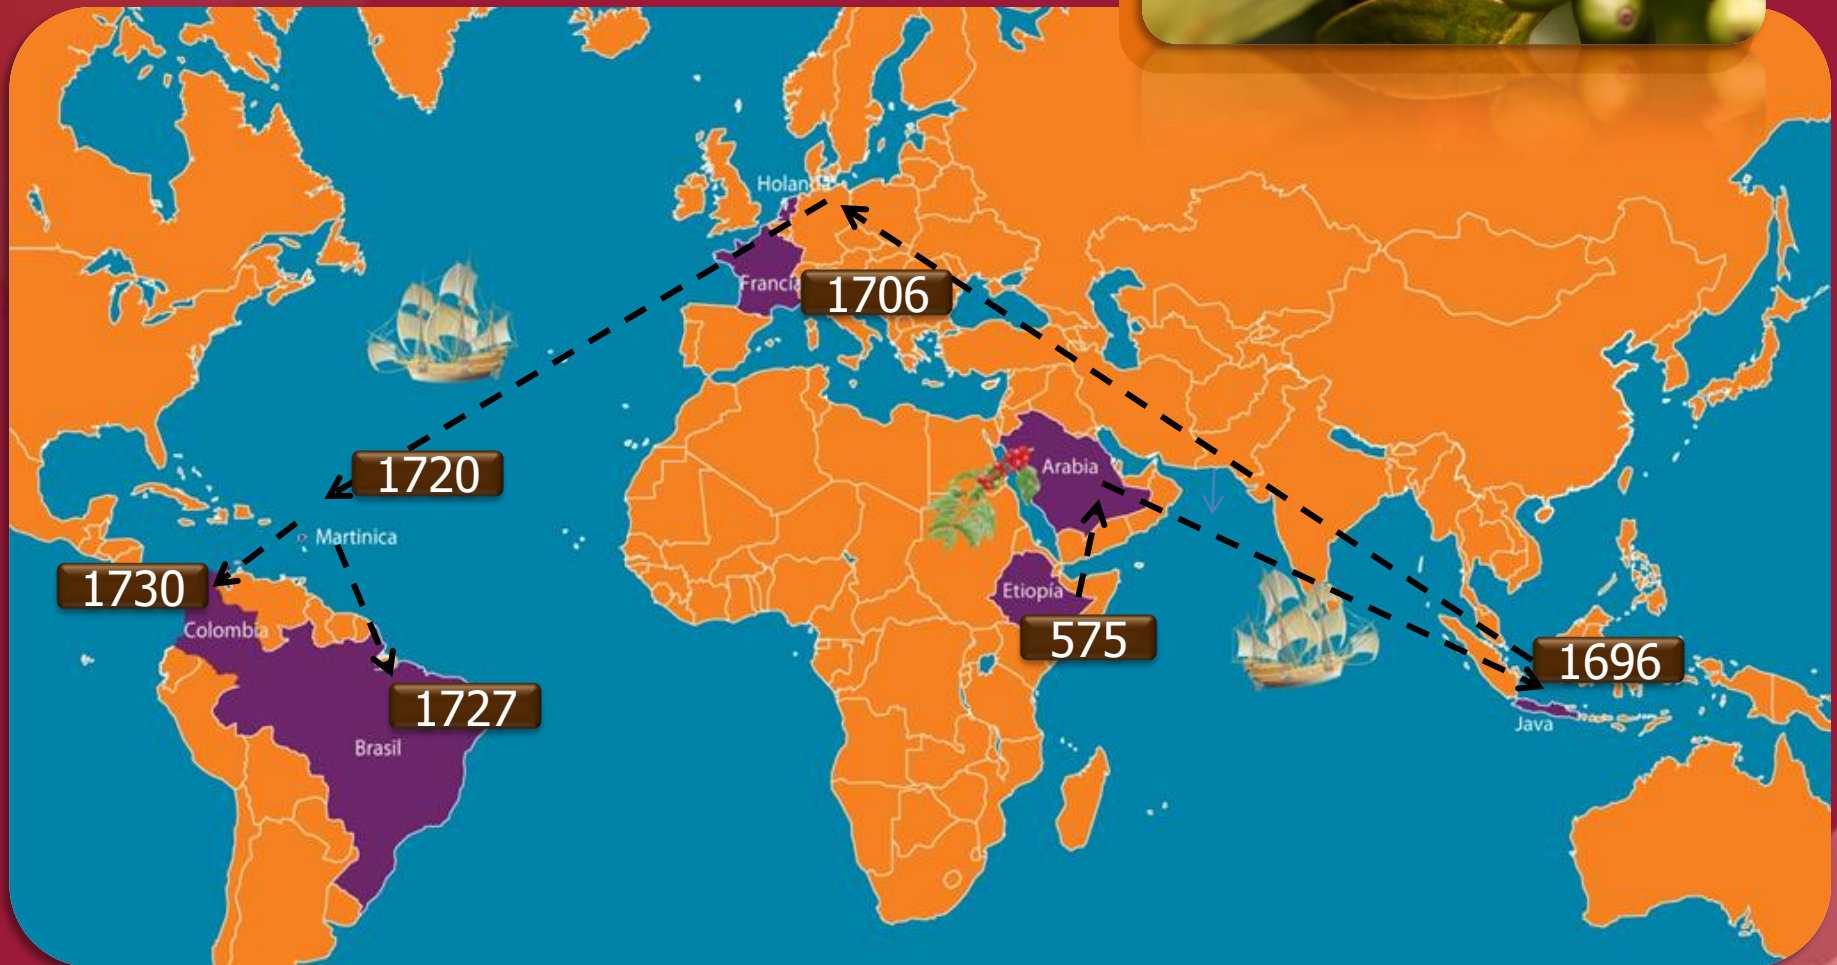 Holanda
Francia
1706
1720
Arabia
Martinica
1730
Etiopía
Colombia
575
1696
1727
Java
Brasil